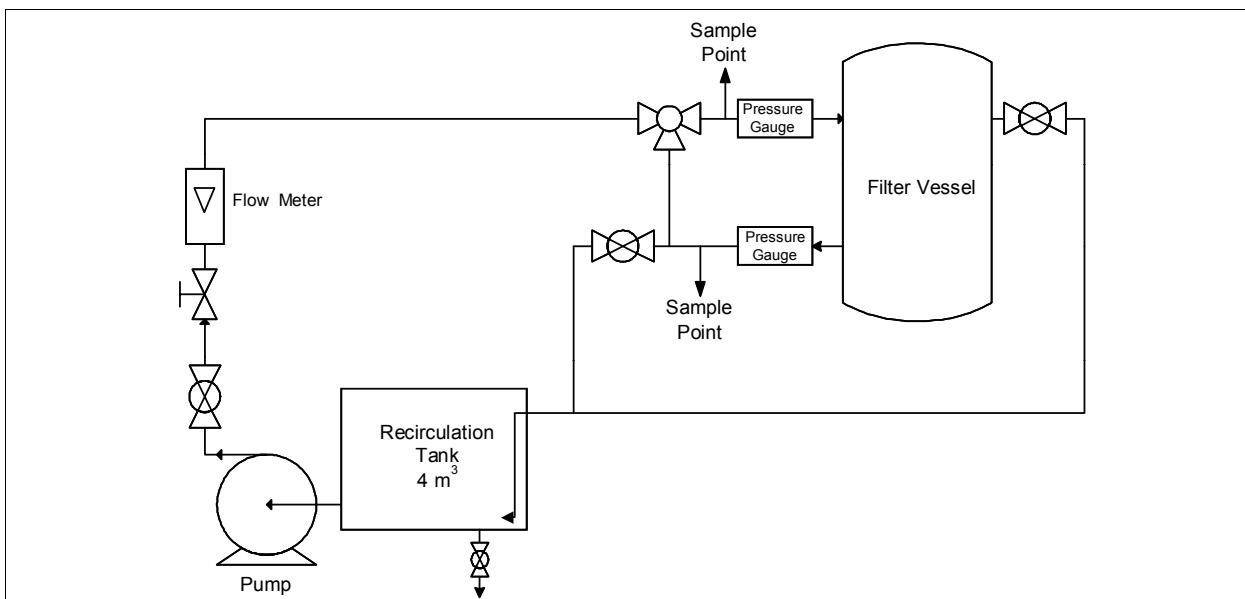 Sample
Point
Pressure
Gauge
Filter Vessel
Flow Meter
Pressure
Gauge
Sample
Point
Recirculation
Tank
4 m³
Pump